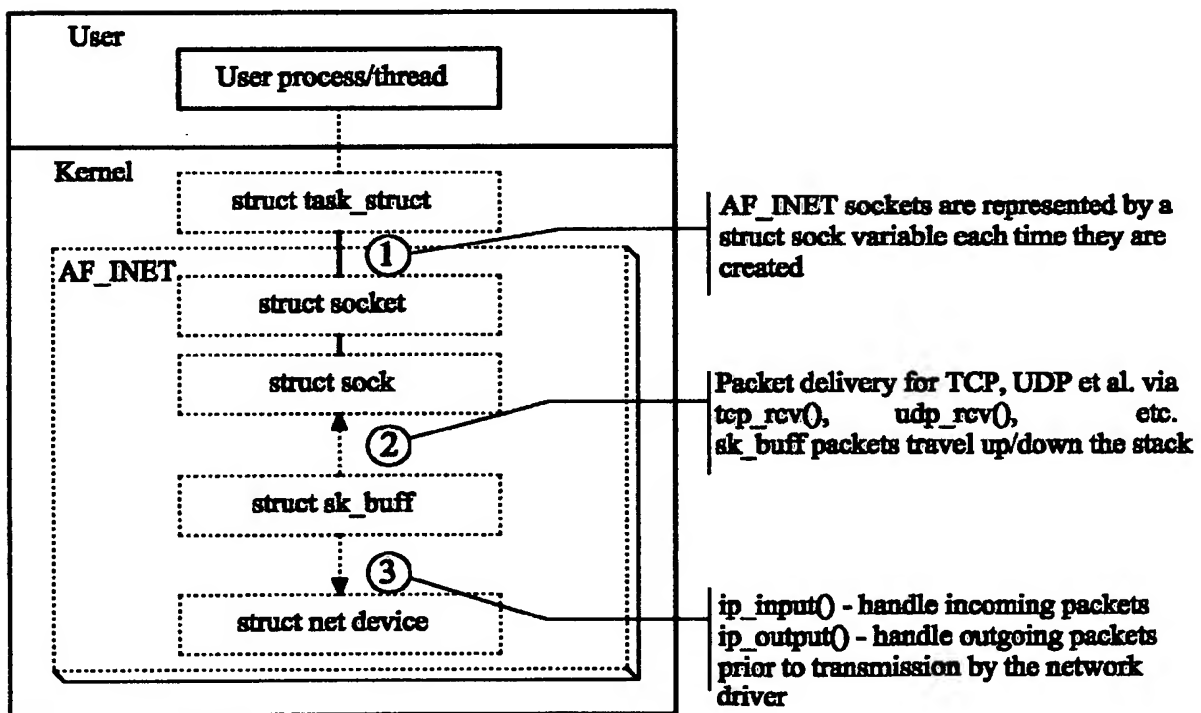 User
User process/thread
Kernel
struct task_struct
1
AF_INET
struct socket
struct sock
2
struct sk_buff
3
struct net device
AF_INET sockets are represented by a
struct sock variable each time they are
created
Packet delivery for TCP, UDP et al. via
tcp_rcv(), udp_rcv(), etc.
sk_buff packets travel up/down the stack
ip_input() - handle incoming packets
ip_output() - handle outgoing packets
prior to transmission by the network
driver